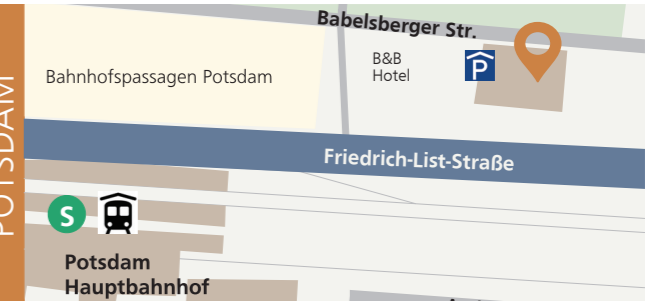 POTSDAM
Babelsberger Str.
B&B
Hotel
P
Bahnhofspassagen Potsdam
Friedrich-List-Straße
S
Potsdam
Hauptbahnhof